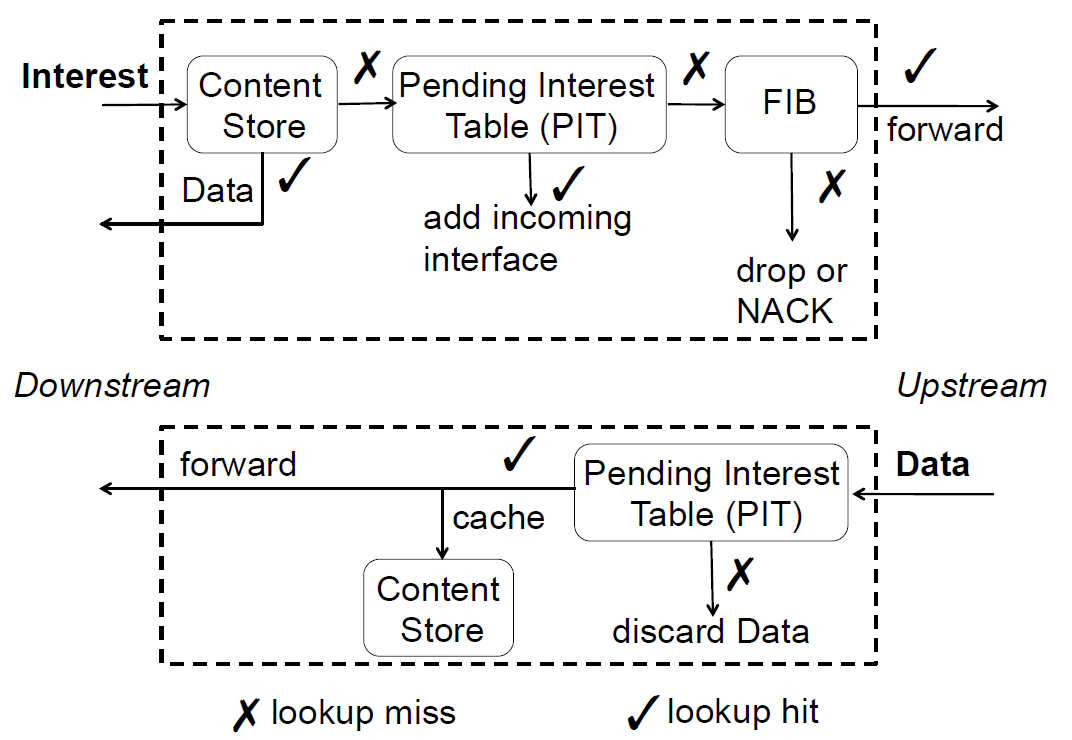 Interest
Content
Store
✗
Pending Interest
Table (PIT)
✗
FIB
✓
forward
Data
✓
✓
add incoming
interface
✗
drop or
NACK
Downstream
Upstream
forward
✓
Pending Interest
Table (PIT)
Data
cache
Content
Store
✗
discard Data
✗ lookup miss
✓ lookup hit